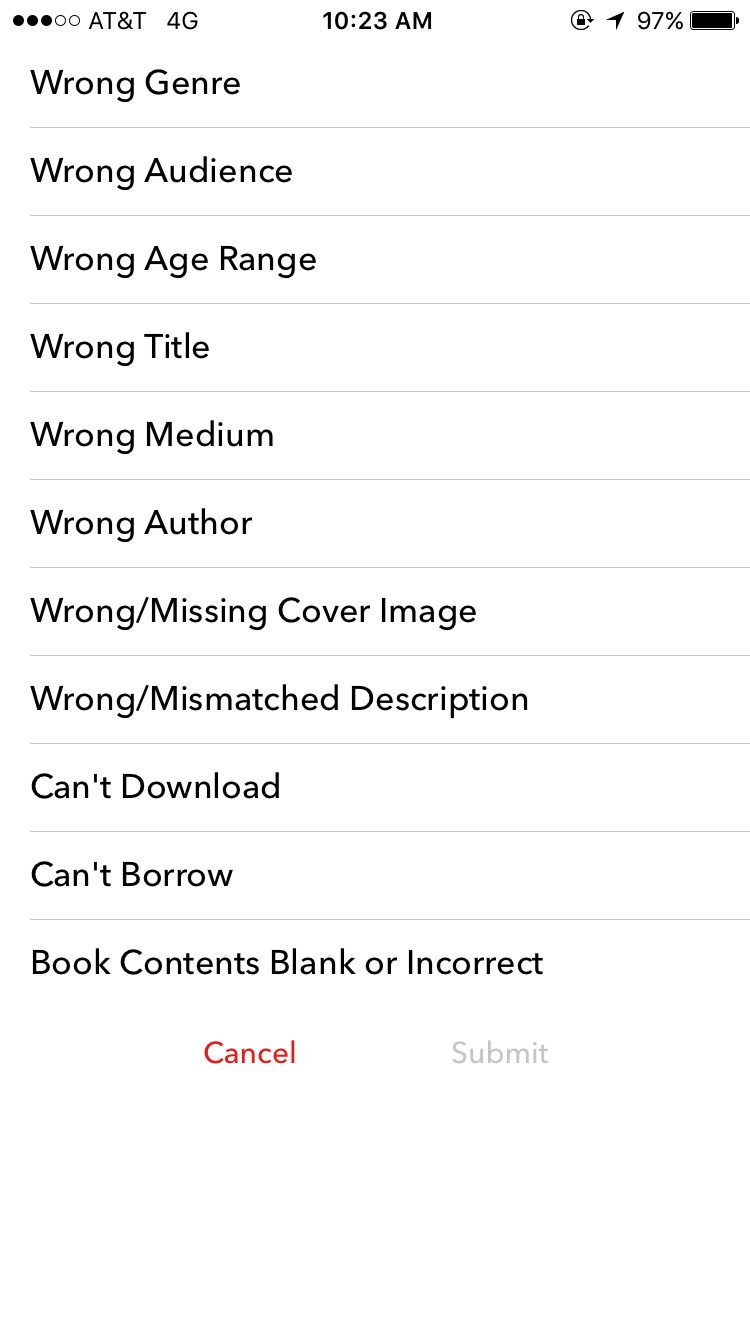 AT&T 4G 10:23 AM 97%
Wrong Genre
Wrong Audience
Wrong Age Range
Wrong Title
Wrong Medium
Wrong Author
Wrong/Missing Cover Image
Wrong/Mismatched Description
Can't Download
Can't Borrow
Book Contents Blank or Incorrect
Cancel Submit